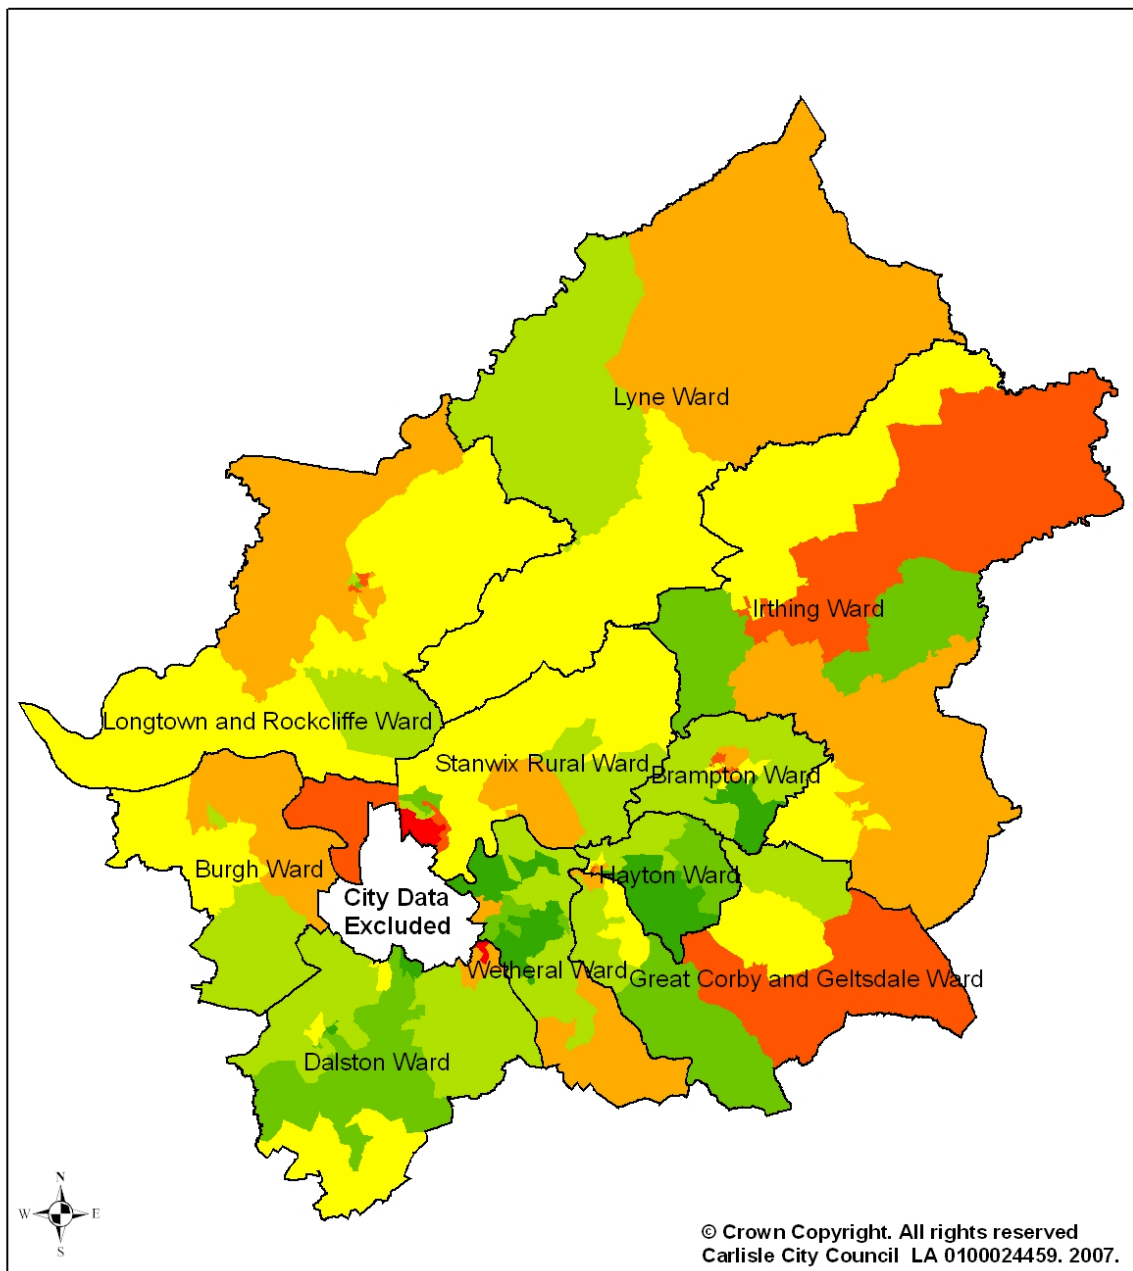 Lyne Ward
Irthing Ward
Longtown and Rockcliffe Ward
Stanwix Rural Ward
Brampton Ward
Burgh Ward
Hayton Ward
City Data
Excluded
Wetheral Ward
Great Corby and Geltsdale Ward
Dalston Ward
N
W
E
S
© Crown Copyright. All rights reserved
Carlisle City Council LA 0100024459. 2007.